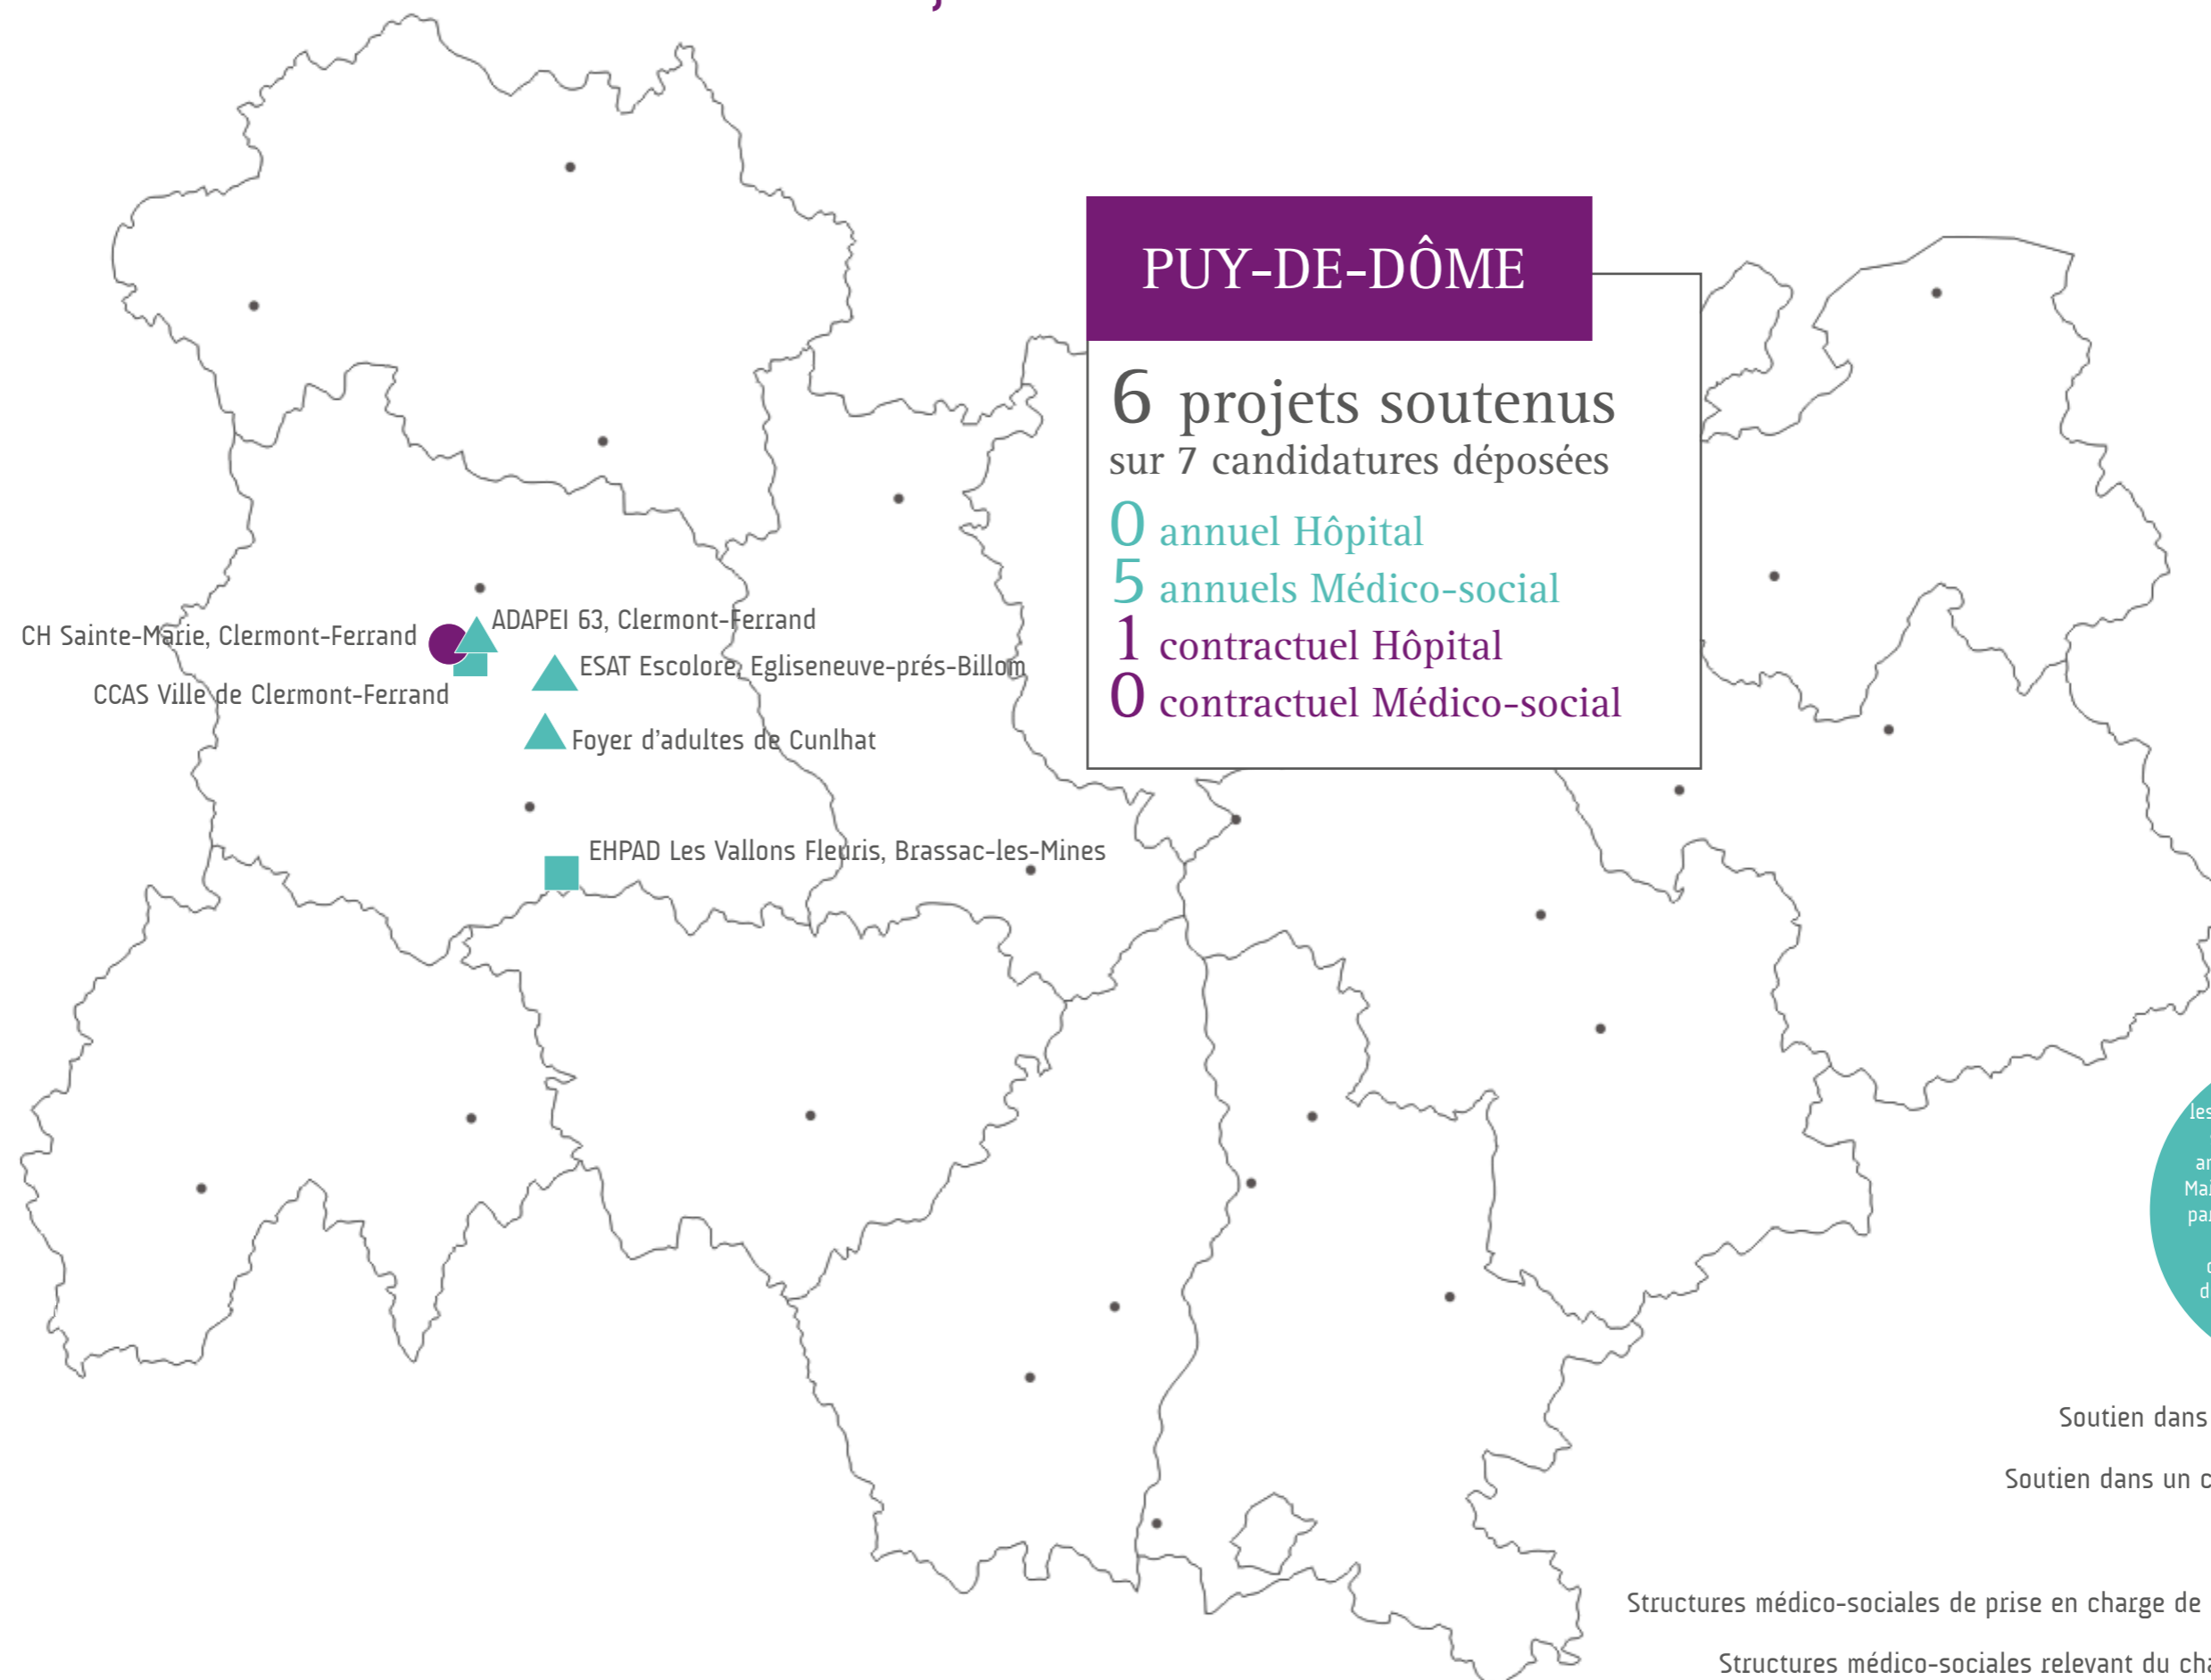 PUY-DE-DÔME
6 projets soutenus
sur 7 candidatures déposées
0 annuel Hôpital
5 annuels Médico-social
1 contractuel Hôpital
0 contractuel Médico-social
ADAPEI 63, Clermont-Ferrand
CH Sainte-Marie, Clermont-Ferrand
ESAT Escolore, Egliseneuve-prés-Billom
CCAS Ville de Clermont-Ferrand
Foyer d'adultes de Cunlhat
EHPAD Les Vallons Fleuris, Brassac-les-Mines
les
Soutien dans
Soutien dans un
Structures médico-sociales de prise en charge de
Structures médico-sociales relevant du